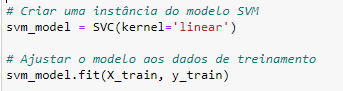 # Criar uma instância do modelo SVM
svm_model = SVC(kernel='linear')
# Ajustar o modelo aos dados de treinamento
svm_model.fit(X_train, y_train)